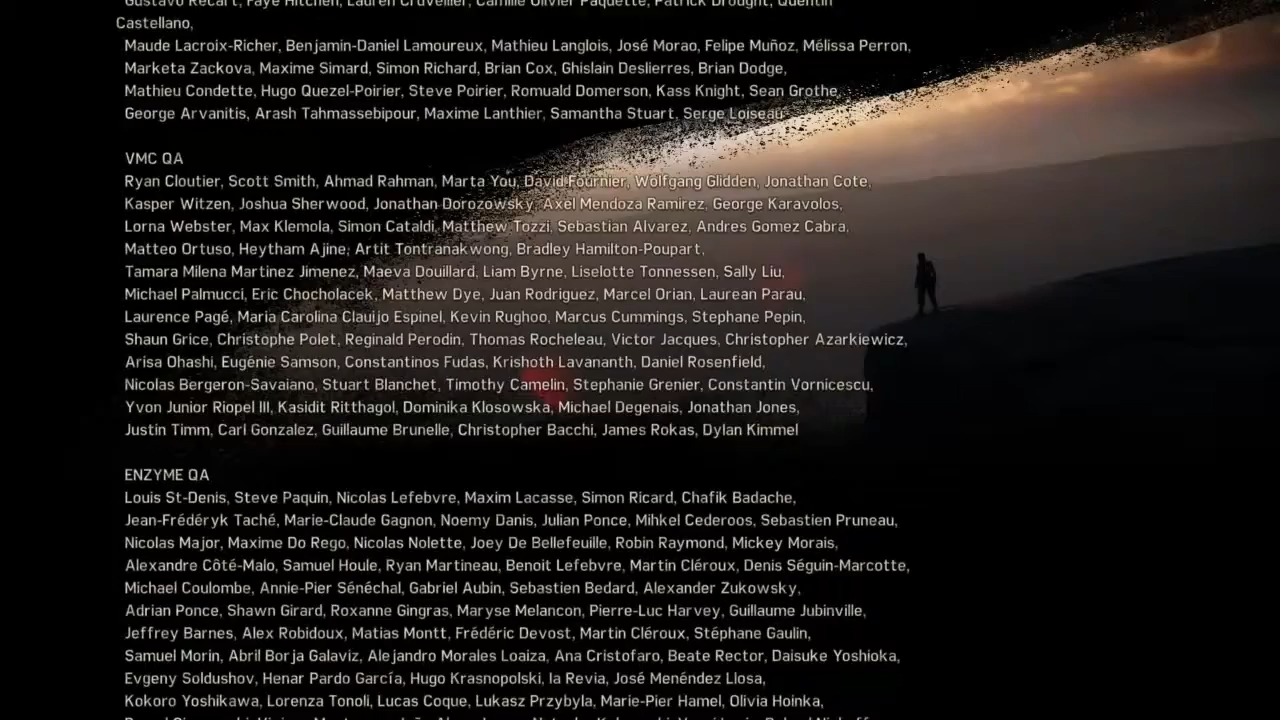 Gustavo Recart, Faye Hitchen, Lauren Cruveiller, Camille Olivier Paquette, Patrick Drought, Quentin
Castellano,
Maude Lacroix-Richer, Benjamin-Daniel Lamoureux, Mathieu Langlois, José Morao, Felipe Muñoz, Mélissa Perron,
Marketa Zackova, Maxime Simard, Simon Richard, Brian Cox, Ghislain Deslierres, Brian Dodge,
Mathieu Condette, Hugo Quezel-Poirier, Steve Poirier, Romuald Domerson, Kass Knight, Sean Grothe,
George Arvanitis, Arash Tahmassebipour, Maxime Lanthier, Samantha Stuart, Serge Loiseau
VMC QA
Ryan Cloutier, Scott Smith, Ahmad Rahman, Marta You, David Fournier, Wolfgang Glidden, Jonathan Cote,
Kasper Witzen, Joshua Sherwood, Jonathan Dorozowsky, Axel Mendoza Ramirez, George Karavolos,
Lorna Webster, Max Klemola, Simon Cataldi, Matthew Tozzi, Sebastian Alvarez, Andres Gomez Cabra,
Matteo Ortuso, Heytham Ajine, Artit Tontranakwong, Bradley Hamilton-Poupart,
Tamara Milena Martinez Jimenez, Maeva Douillard, Liam Byrne, Liselotte Tonnessen, Sally Liu,
Michael Palmucci, Eric Chocholacek, Matthew Dye, Juan Rodriguez, Marcel Orian, Laurean Parau,
Laurence Pagé, Maria Carolina Clauijo Espinel, Kevin Rughoo, Marcus Cummings, Stephane Pepin,
Shaun Grice, Christophe Polet, Reginald Perodin, Thomas Rocheleau, Victor Jacques, Christopher Azarkiewicz,
Arisa Ohashi, Eugénie Samson, Constantinos Fudas, Krishoth Lavananth, Daniel Rosenfield,
Nicolas Bergeron-Savaiano, Stuart Blanchet, Timothy Camelin, Stephanie Grenier, Constantin Vornicescu,
Yvon Junior Riopel III, Kasidit Ritthagol, Dominika Klosowska, Michael Degenais, Jonathan Jones,
Justin Timm, Carl Gonzalez, Guillaume Brunelle, Christopher Bacchi, James Rokas, Dylan Kimmel
ENZYME QA
Louis St-Denis, Steve Paquin, Nicolas Lefebvre, Maxim Lacasse, Simon Ricard, Chafik Badache,
Jean-Frédéryk Taché, Marie-Claude Gagnon, Noemy Danis, Julian Ponce, Mihkel Cederoos, Sebastien Pruneau,
Nicolas Major, Maxime Do Rego, Nicolas Nolette, Joey De Bellefeuille, Robin Raymond, Mickey Morais,
Alexandre Côté-Malo, Samuel Houle, Ryan Martineau, Benoit Lefebvre, Martin Cléroux, Denis Séguin-Marcotte,
Michael Coulombe, Annie-Pier Sénéchal, Gabriel Aubin, Sebastien Bedard, Alexander Zukowsky,
Adrian Ponce, Shawn Girard, Roxanne Gingras, Maryse Melancon, Pierre-Luc Harvey, Guillaume Jubinville,
Jeffrey Barnes, Alex Robidoux, Matias Montt, Frédéric Devost, Martin Cléroux, Stéphane Gaulin,
Samuel Morin, Abril Borja Galaviz, Alejandro Morales Loaiza, Ana Cristofaro, Beate Rector, Daisuke Yoshioka,
Evgeny Soldushov, Henar Pardo García, Hugo Krasnopolski, Ia Revia, José Menéndez Llosa,
Kokoro Yoshikawa, Lorenza Tonoli, Lucas Coque, Lukasz Przybyla, Marie-Pier Hamel, Olivia Hoinka,